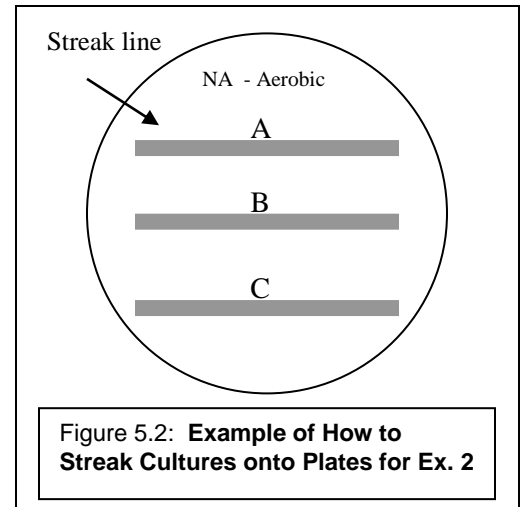 Streak line
NA - Aerobic
A
B
C
Figure 5.2: Example of How to
Streak Cultures onto Plates for Ex. 2